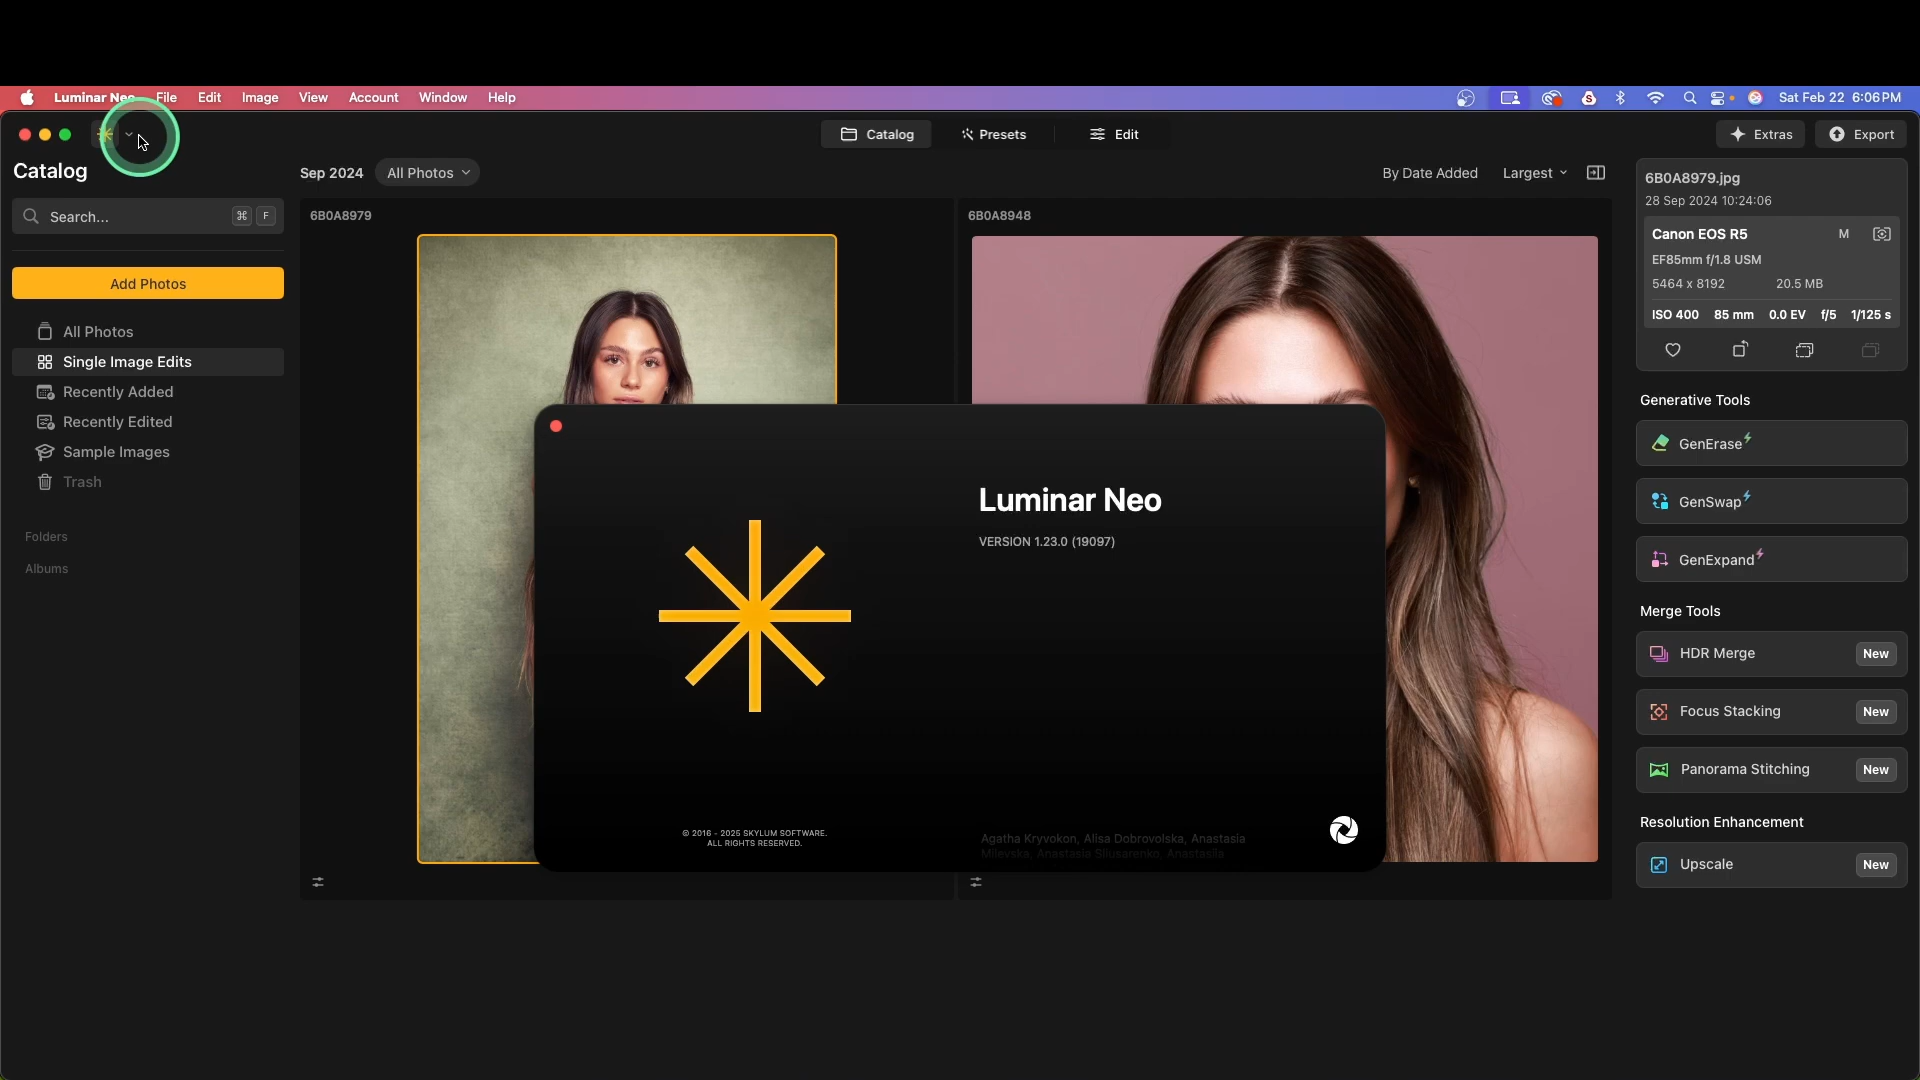 Luminar Neo File Edit Image View Account Window Help
Sat Feb 22 6:06 PM
Catalog Presets Edit
Extras Export
Catalog
Search... ⌘ F
Add Photos
All Photos
Single Image Edits
Recently Added
Recently Edited
Sample Images
Trash
Folders
Albums
Sep 2024 All Photos
By Date Added Largest
6B0A8979
6B0A8948
Luminar Neo
VERSION 1.23.0 (19097)
© 2016 - 2025 SKYLUM SOFTWARE.
ALL RIGHTS RESERVED.
Agatha Kryvokon, Alisa Dobrovolska, Anastasia
Milevska, Anastasia Sliusarenko, Anastasiia
6B0A8979.jpg
28 Sep 2024 10:24:06
Canon EOS R5 M
EF85mm f/1.8 USM
5464 x 8192 20.5 MB
ISO 400 85 mm 0.0 EV f/5 1/125 s
Generative Tools
GenErase
GenSwap
GenExpand
Merge Tools
HDR Merge New
Focus Stacking New
Panorama Stitching New
Resolution Enhancement
Upscale New